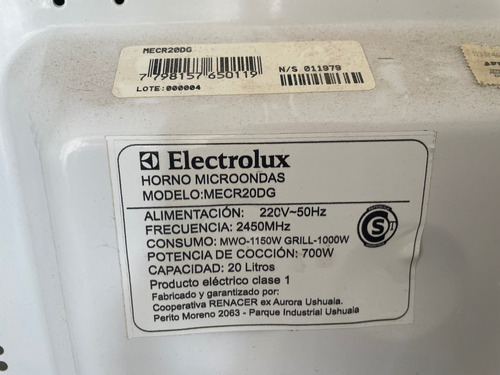 MECR20DG
7 798157 650119
N/S 011979
LOTE:000004
Electrolux
HORNO MICROONDAS
MODELO:MECR20DG
ALIMENTACIÓN: 220V~50Hz
FRECUENCIA: 2450MHz
CONSUMO: MWO-1150W GRILL-1000W
POTENCIA DE COCCIÓN: 700W
CAPACIDAD: 20 Litros
Producto eléctrico clase 1
Fabricado y garantizado por:
Cooperativa RENACER ex Aurora Ushuaia.
Perito Moreno 2063 - Parque Industrial Ushuaia
S